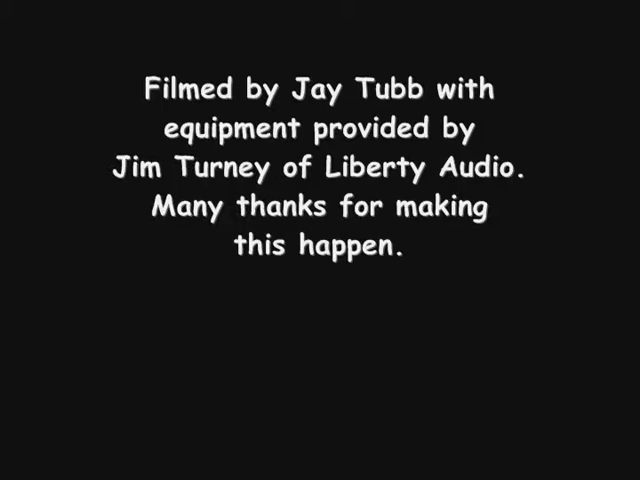 Filmed by Jay Tubb with
equipment provided by
Jim Turney of Liberty Audio.
Many thanks for making
this happen.